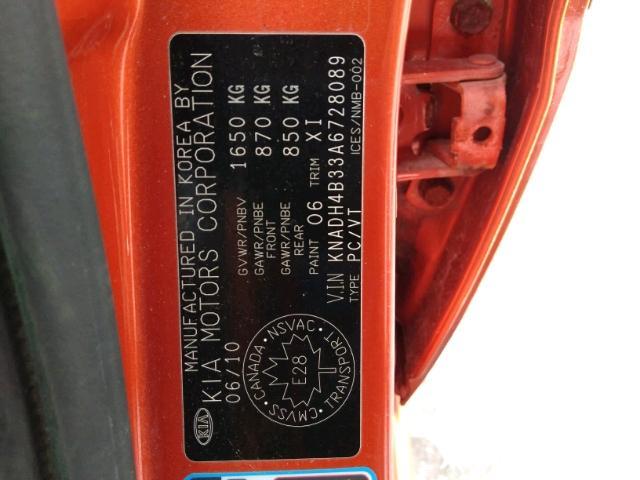 MANUFACTURED IN KOREA BY
KIA KIA MOTORS CORPORATION
06/10
GVWR/PNBV 1650 KG
GAWR/PNBE FRONT 870 KG
GAWR/PNBE REAR 850 KG
PAINT 06 TRIM XI
V.I.N KNADH4B33A6728089
TYPE PC/VT ICES/NMB-002
CANADA NSVAC TRANSPORT CMVSS
E28